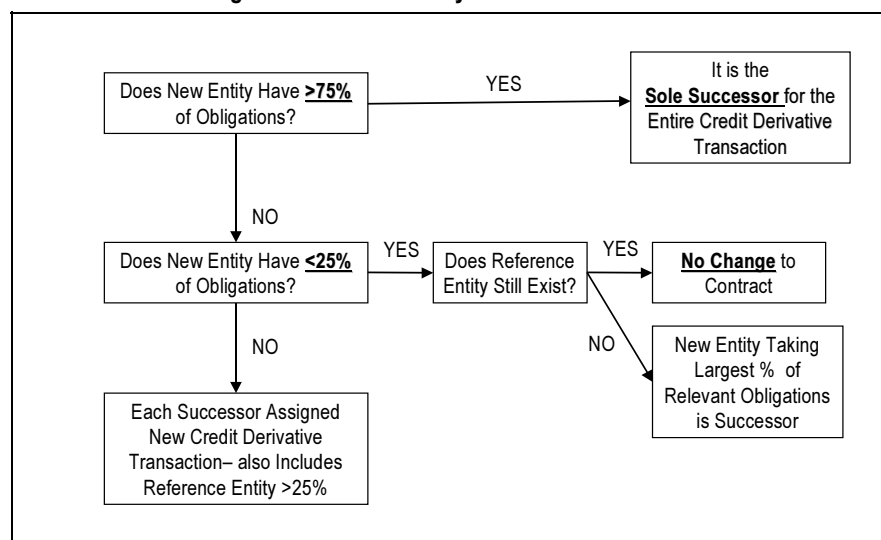 Does New Entity Have >75%
of Obligations?
YES
It is the
Sole Successor for the
Entire Credit Derivative
Transaction
NO
Does New Entity Have <25%
of Obligations?
YES
Does Reference
Entity Still Exist?
YES
No Change to
Contract
NO
New Entity Taking
Largest % of
Relevant Obligations
is Successor
NO
Each Successor Assigned
New Credit Derivative
Transaction– also Includes
Reference Entity >25%